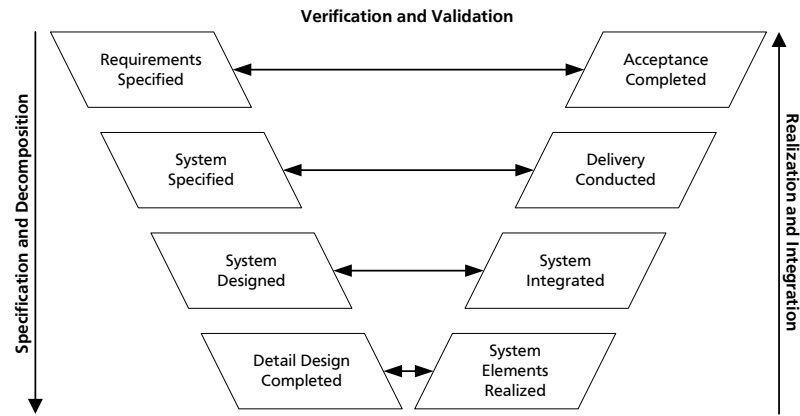 Verification and Validation
Specification and Decomposition
Realization and Integration
Requirements
Specified
Acceptance
Completed
System
Specified
Delivery
Conducted
System
Designed
System
Integrated
Detail Design
Completed
System
Elements
Realized